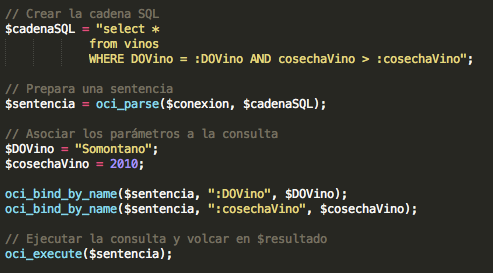 // Crear la cadena SQL
$cadenaSQL = "select *
from vinos
WHERE DOVino = :DOVino AND cosechaVino > :cosechaVino";
// Prepara una sentencia
$sentencia = oci_parse($conexion, $cadenaSQL);
// Asociar los parámetros a la consulta
$DOVino = "Somontano";
$cosechaVino = 2010;
oci_bind_by_name($sentencia, ":DOVino", $DOVino);
oci_bind_by_name($sentencia, ":cosechaVino", $cosechaVino);
// Ejecutar la consulta y volcar en $resultado
oci_execute($sentencia);